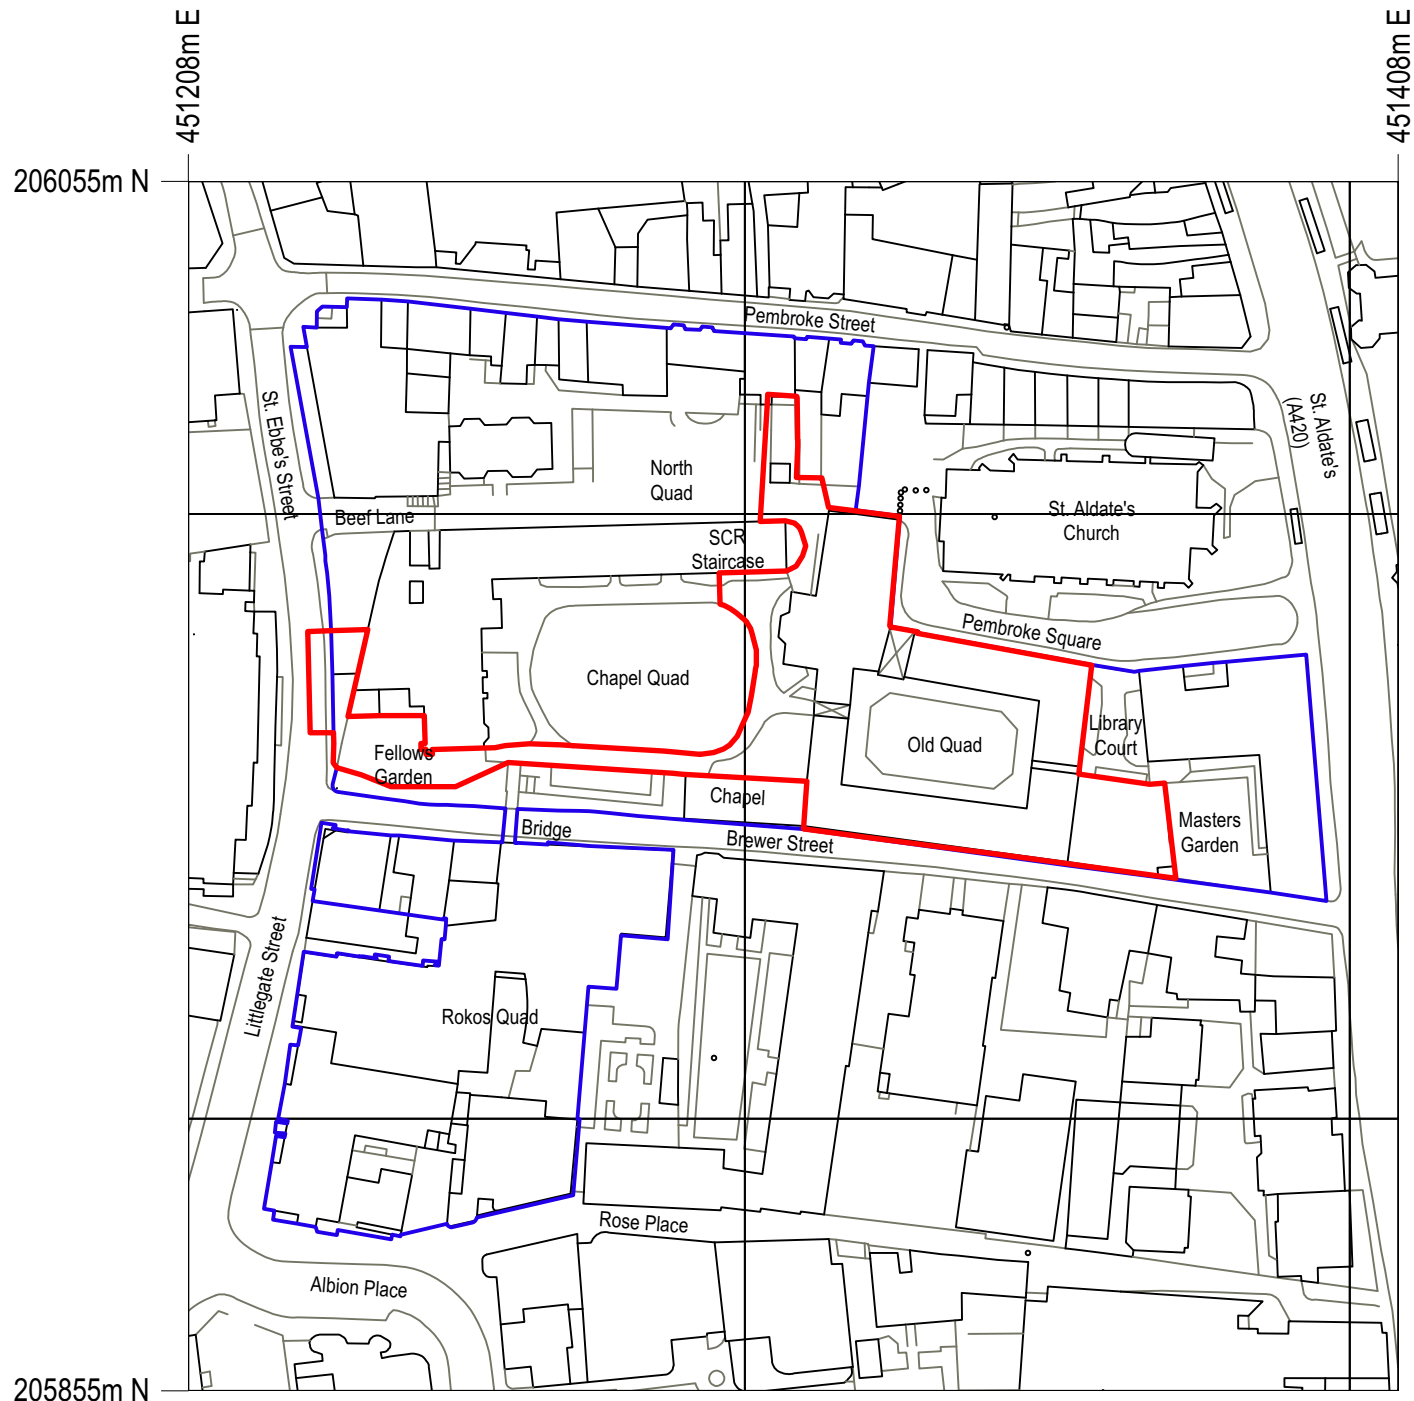 451208m E
451408m E
206055m N
Pembroke Street
St. Ebbe's Street
St. Aldate's
(A420)
North
Quad
St. Aldate's
Church
Beef Lane
SCR
Staircase
Pembroke Square
Chapel Quad
Library
Court
Old Quad
Fellows
Garden
Chapel
Masters
Garden
Bridge
Brewer Street
Littlegate Street
Rokos Quad
Rose Place
Albion Place
205855m N